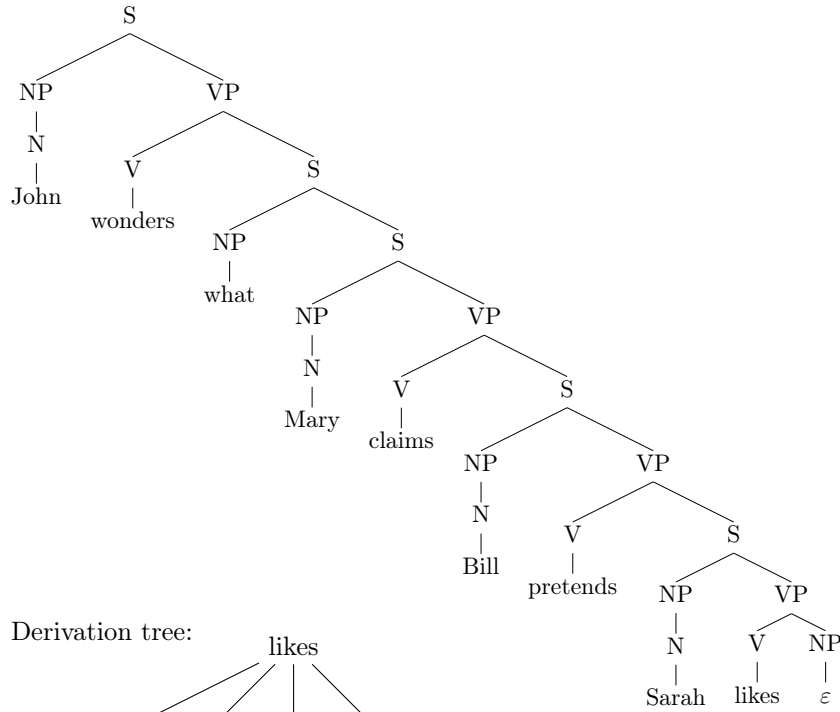 S
NP VP
N
V S
John
wonders
NP S
what
NP VP
N
V S
Mary
claims
NP VP
N
V S
Bill
pretends
NP VP
Derivation tree:
likes
N V NP
Sarah likes ε